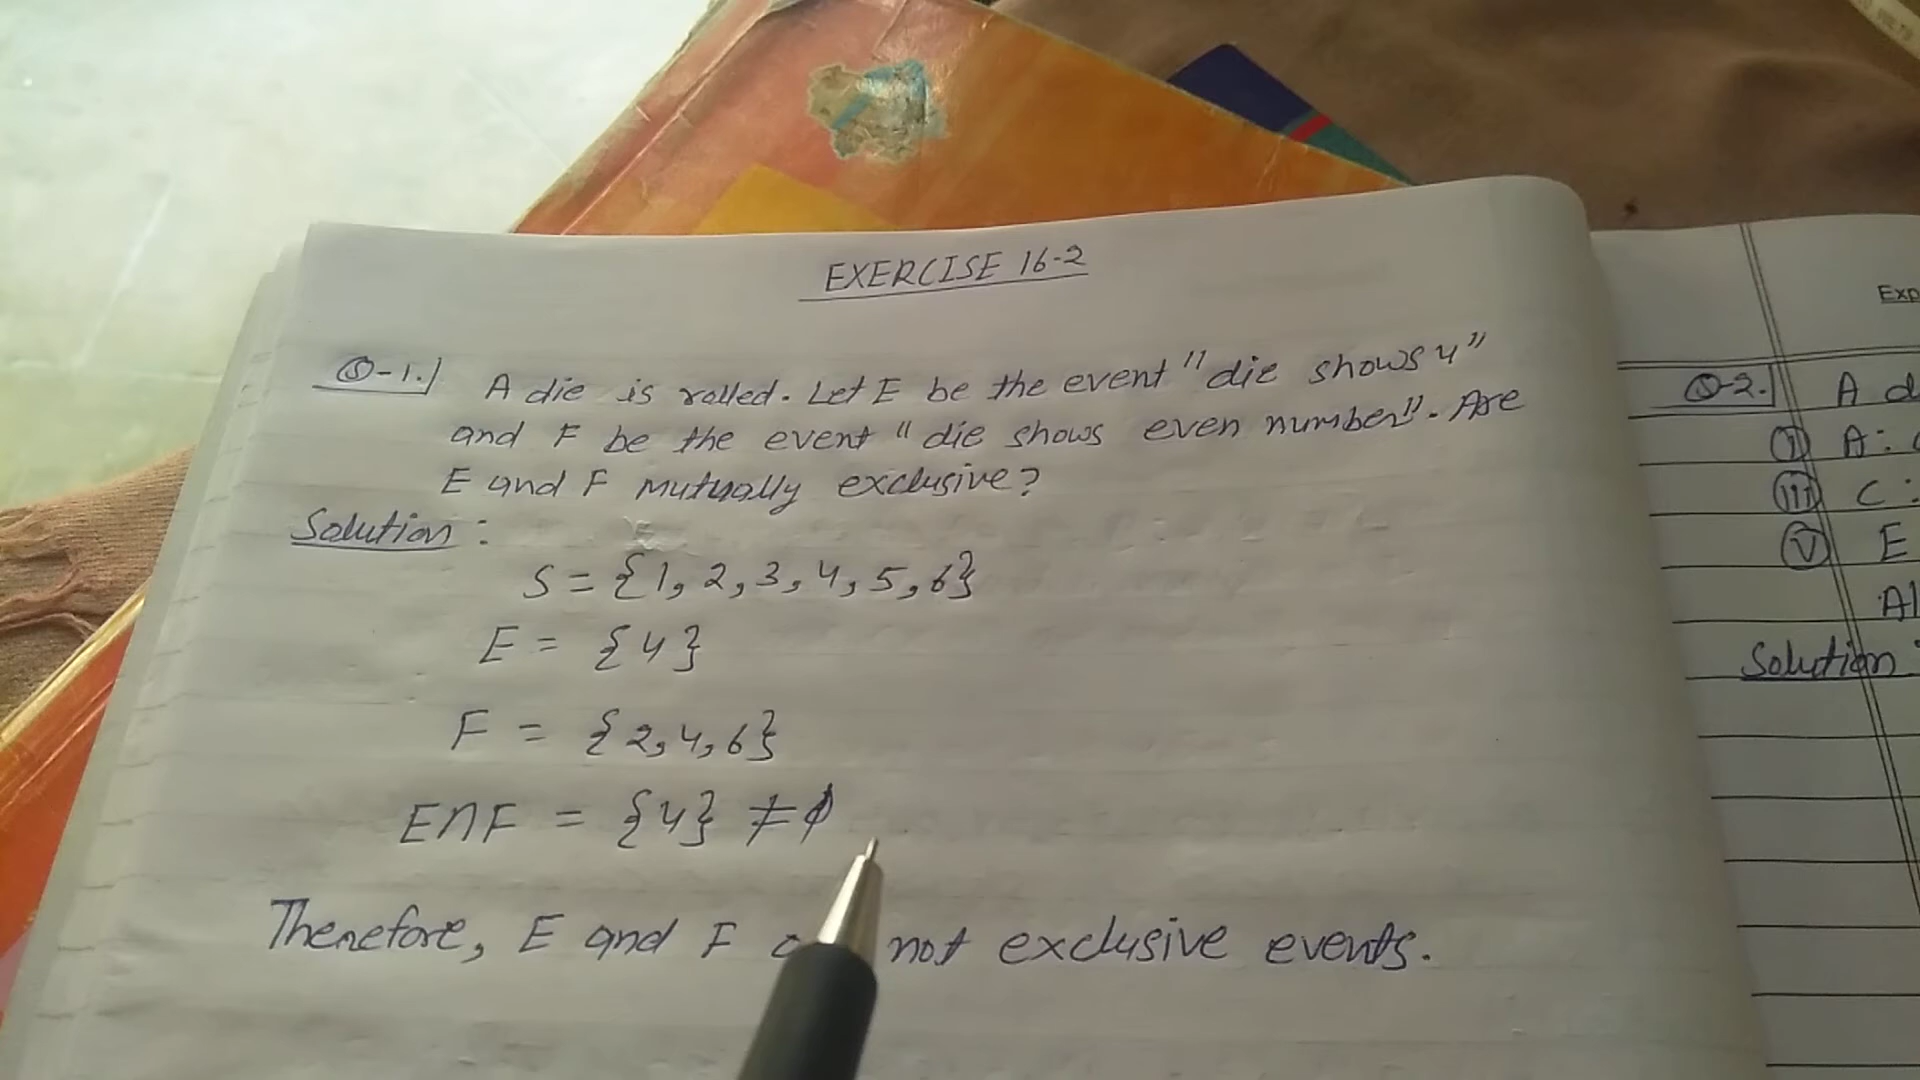 EXERCISE 16-2
Q-1. A die is rolled. Let E be the event "die shows 4"
and F be the event "die shows even number". Are
E and F mutually exclusive?
Solution:
S = {1, 2, 3, 4, 5, 6}
E = {4}
F = {2, 4, 6}
E∩F = {4} ≠ ϕ
Therefore, E and F not exclusive events.
Exp
Q-2. A d
(i) A:
(iii) C:
(v) E
Al
Solution: